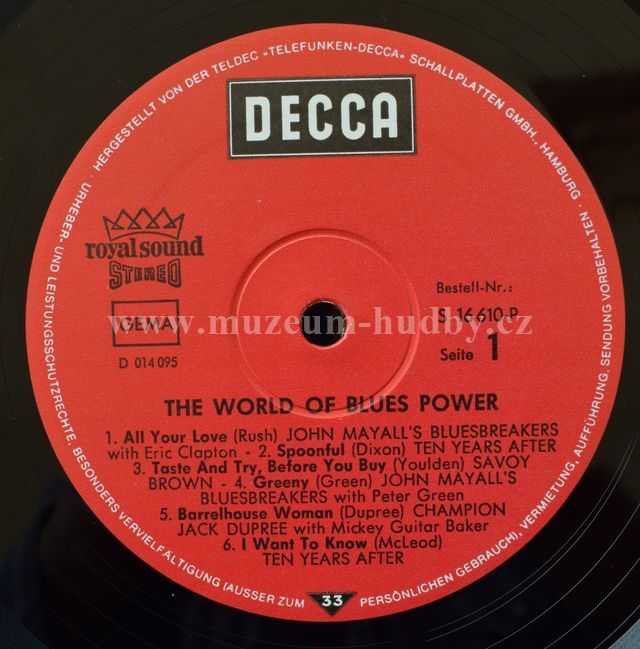 · HERGESTELLT VON DER TELDEC »TELEFUNKEN-DECCA« SCHALLPLATTEN GMBH., HAMBURG ·
URHEBER- UND LEISTUNGSSCHUTZRECHTE, BESONDERS VERVIELFÄLTIGUNG (AUSSER ZUM PERSÖNLICHEN GEBRAUCH), VERMIETUNG, AUFFÜHRUNG, SENDUNG VORBEHALTEN ·
DECCA
royalsound
STEREO
Bestell-Nr.:
S 16 610-P
GEMA
www.muzeum-hudby.cz
Seite 1
D 014 095
THE WORLD OF BLUES POWER
1. All Your Love (Rush) JOHN MAYALL'S BLUESBREAKERS
with Eric Clapton - 2. Spoonful (Dixon) TEN YEARS AFTER
3. Taste And Try, Before You Buy (Youlden) SAVOY
BROWN - 4. Greeny (Green) JOHN MAYALL'S
BLUESBREAKERS with Peter Green
5. Barrelhouse Woman (Dupree) CHAMPION
JACK DUPREE with Mickey Guitar Baker
6. I Want To Know (McLeod)
TEN YEARS AFTER
33